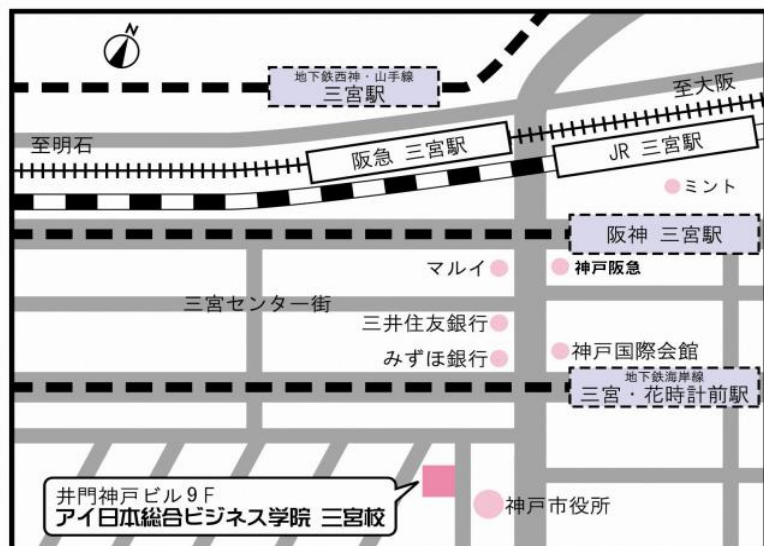 N
地下鉄西神・山手線
三宮駅
至大阪
至明石
阪急 三宮駅
JR 三宮駅
ミント
阪神 三宮駅
マルイ
神戸阪急
三宮センター街
三井住友銀行
みずほ銀行
神戸国際会館
地下鉄海岸線
三宮・花時計前駅
井門神戸ビル9F
アイ日本総合ビジネス学院 三宮校
神戸市役所